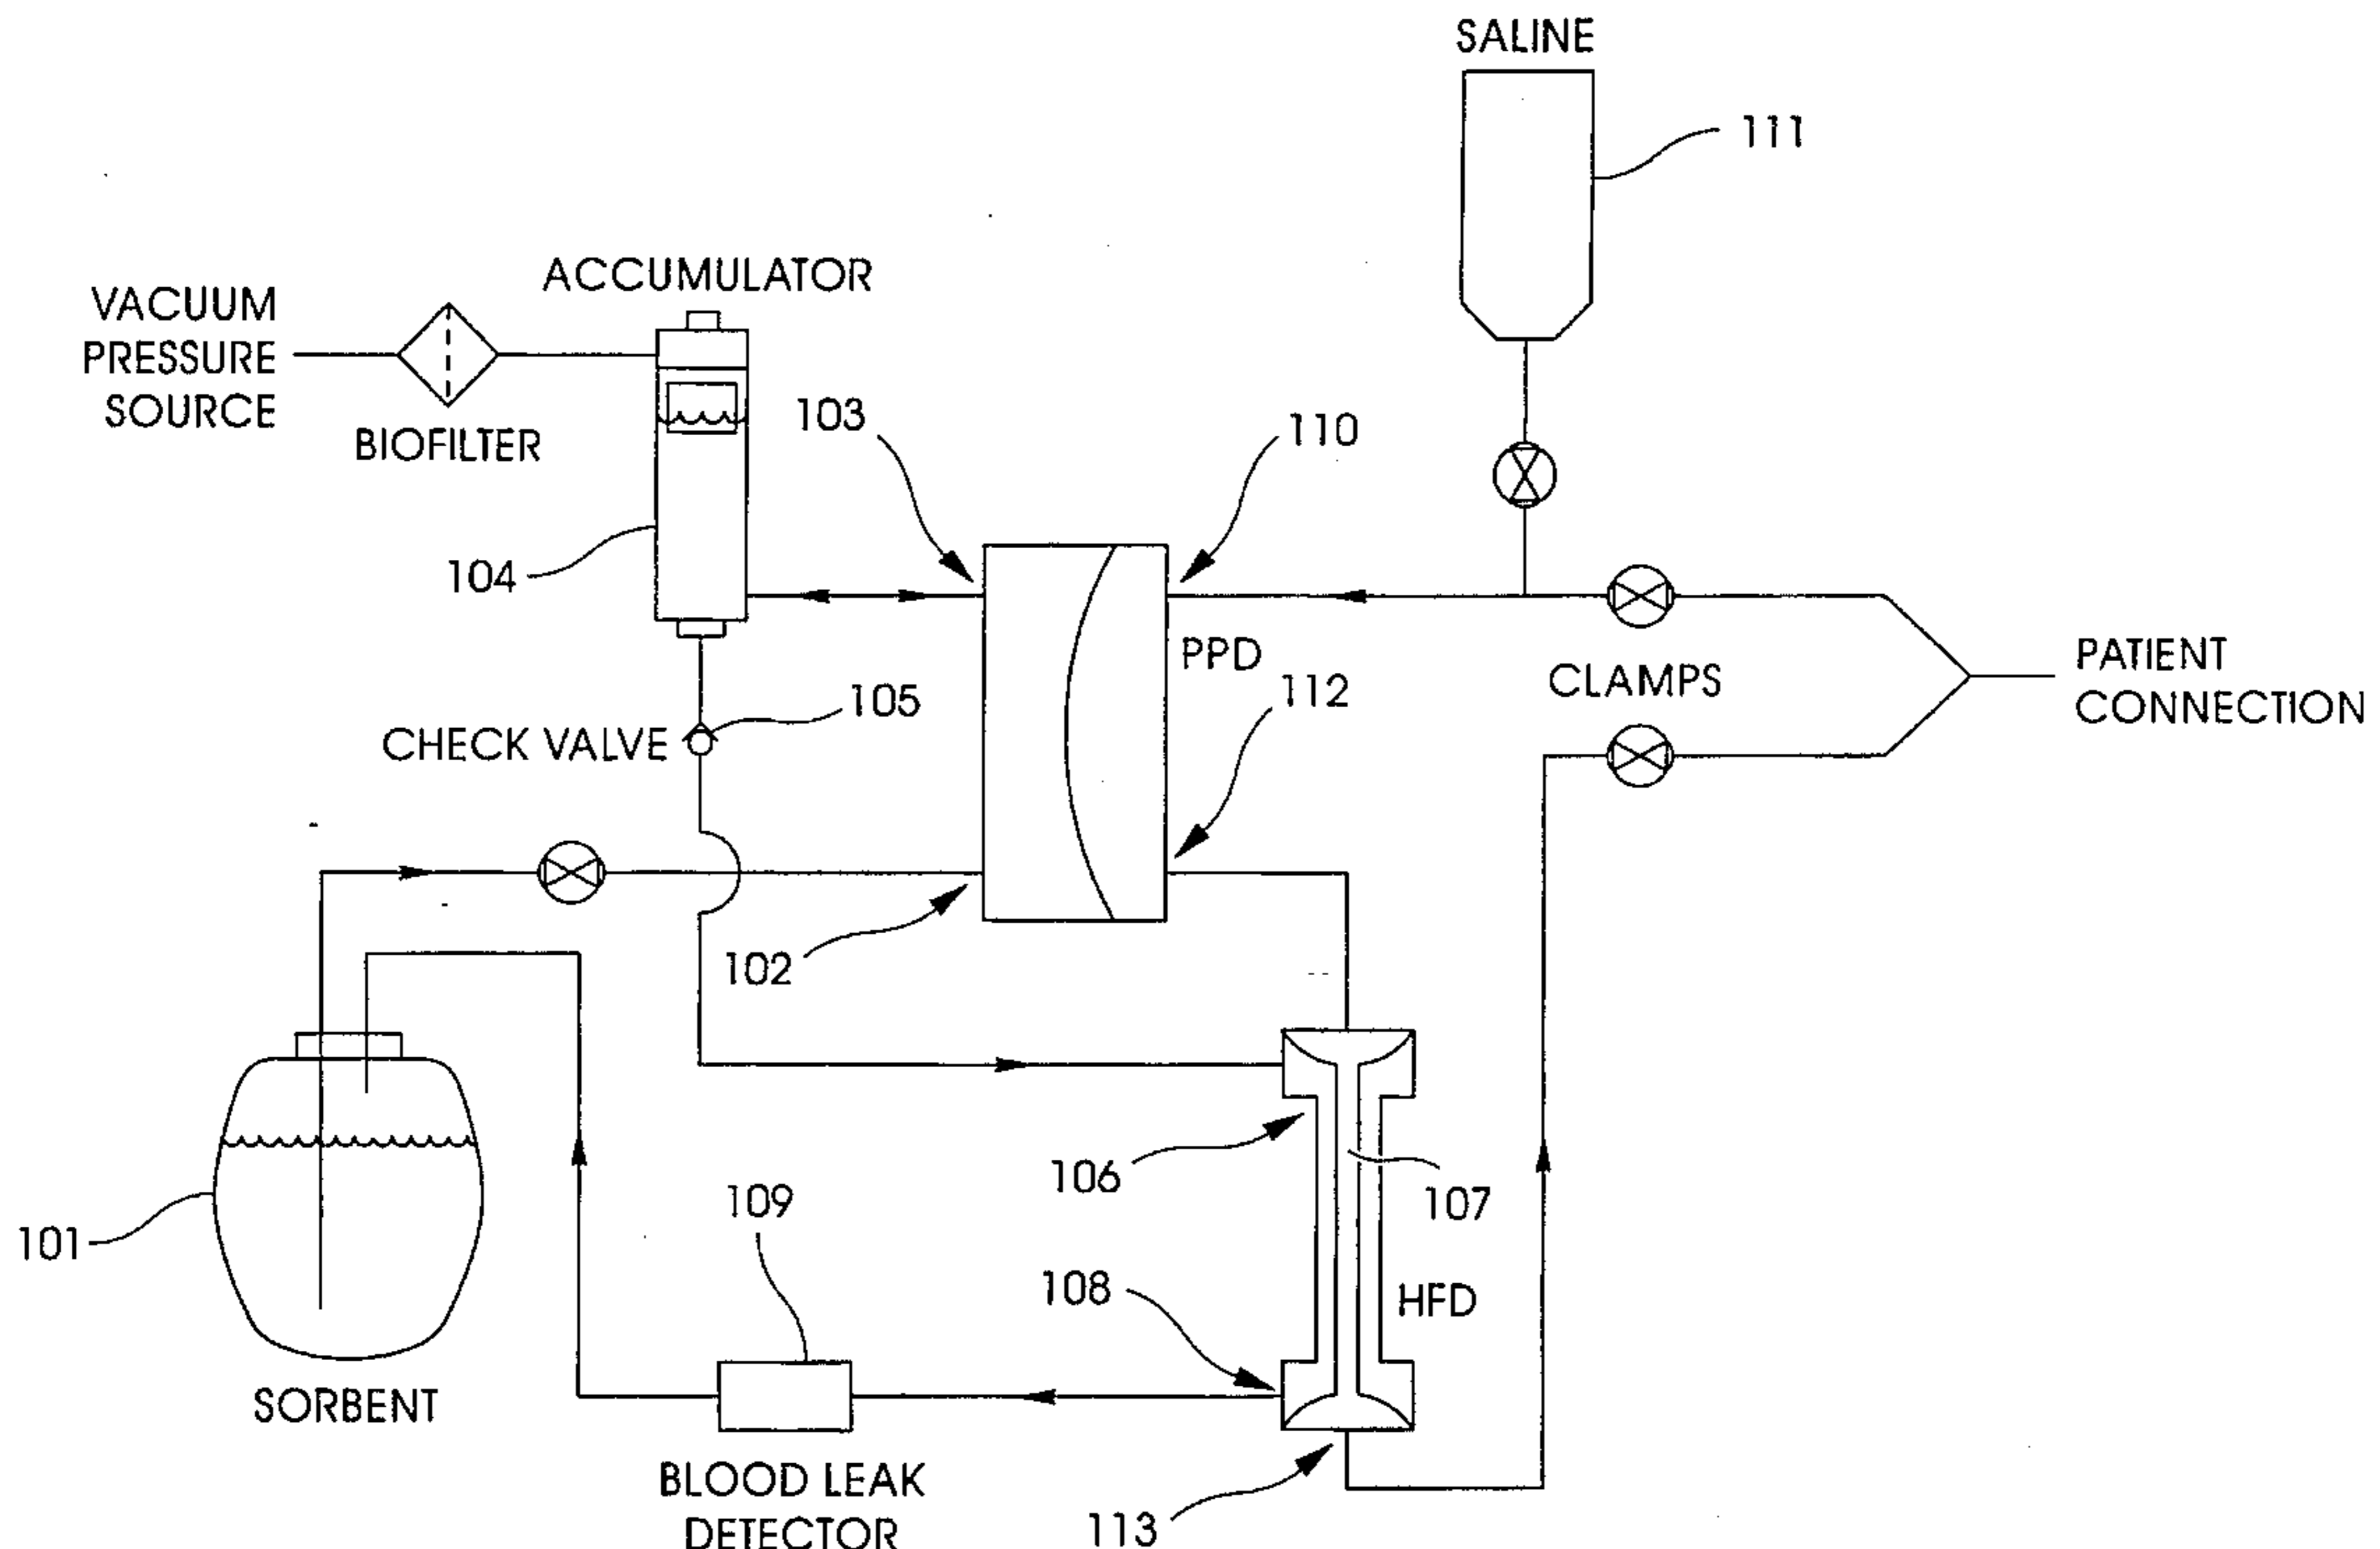 SALINE
111
ACCUMULATOR
VACUUM
PRESSURE
SOURCE
BIOFILTER
103
110
104
PPD
112
105
CHECK VALVE
CLAMPS
PATIENT
CONNECTION
102
106
107
109
101
108
HFD
SORBENT
BLOOD LEAK
DETECTOR
113